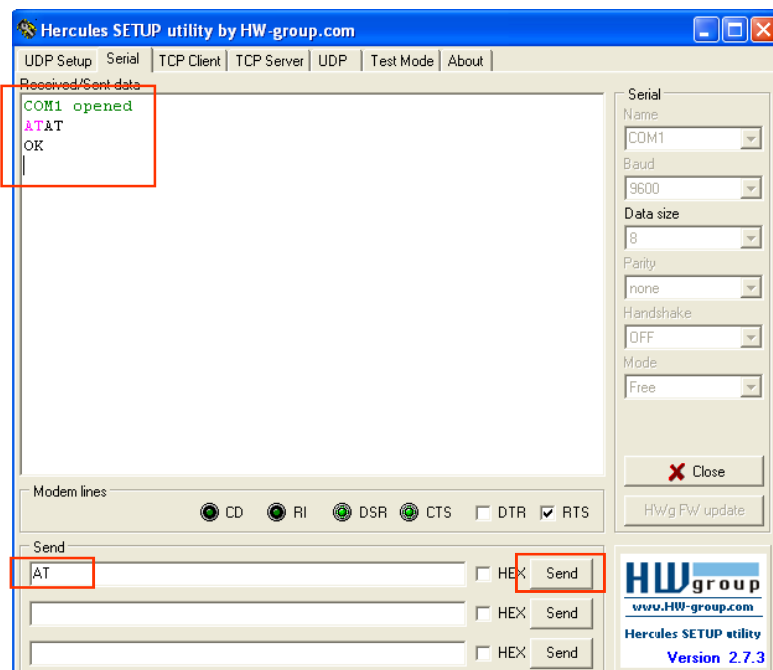 Hercules SETUP utility by HW-group.com
UDP Setup Serial TCP Client TCP Server UDP Test Mode About
Received/Sent data
COM1 opened
ATAT
OK
Serial
Name
COM1
Baud
9600
Data size
8
Parity
none
Handshake
OFF
Mode
Free
Close
HWg FW update
Modem lines
CD RI DSR CTS DTR RTS
Send
AT HEX Send
HEX Send
HEX Send
HW group
www.HW-group.com
Hercules SETUP utility
Version 2.7.3